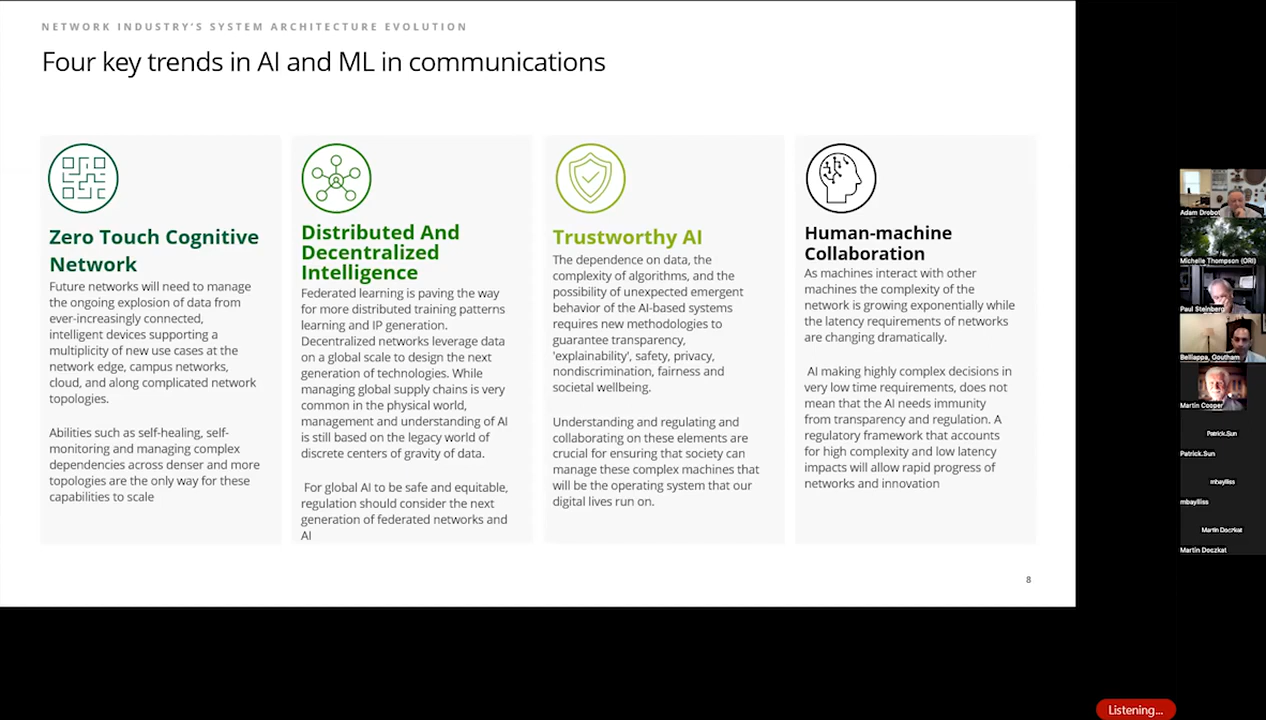 NETWORK INDUSTRY'S SYSTEM ARCHITECTURE EVOLUTION
Four key trends in AI and ML in communications
Zero Touch Cognitive
Network
Future networks will need to manage
the ongoing explosion of data from
ever-increasingly connected,
intelligent devices supporting a
multiplicity of new use cases at the
network edge, campus networks,
cloud, and along complicated network
topologies.
Abilities such as self-healing, self-
monitoring and managing complex
dependencies across denser and more
topologies are the only way for these
capabilities to scale
Distributed And
Decentralized
Intelligence
Federated learning is paving the way
for more distributed training patterns
learning and IP generation.
Decentralized networks leverage data
on a global scale to design the next
generation of technologies. While
managing global supply chains is very
common in the physical world,
management and understanding of AI
is still based on the legacy world of
discrete centers of gravity of data.
For global AI to be safe and equitable,
regulation should consider the next
generation of federated networks and
AI
Trustworthy AI
The dependence on data, the
complexity of algorithms, and the
possibility of unexpected emergent
behavior of the AI-based systems
requires new methodologies to
guarantee transparency,
'explainability', safety, privacy,
nondiscrimination, fairness and
societal wellbeing.
Understanding and regulating and
collaborating on these elements are
crucial for ensuring that society can
manage these complex machines that
will be the operating system that our
digital lives run on.
Human-machine
Collaboration
As machines interact with other
machines the complexity of the
network is growing exponentially while
the latency requirements of networks
are changing dramatically.
AI making highly complex decisions in
very low time requirements, does not
mean that the AI needs immunity
from transparency and regulation. A
regulatory framework that accounts
for high complexity and low latency
impacts will allow rapid progress of
networks and innovation
8
Adam Drobot
Michelle Thompson (ORI)
Paul Steinberg
Belliappa, Goutham
Martin Cooper
Patrick.Sun
Patrick.Sun
mbaylliss
mbaylliss
Martin Doczkat
Martin Doczkat
Listening...